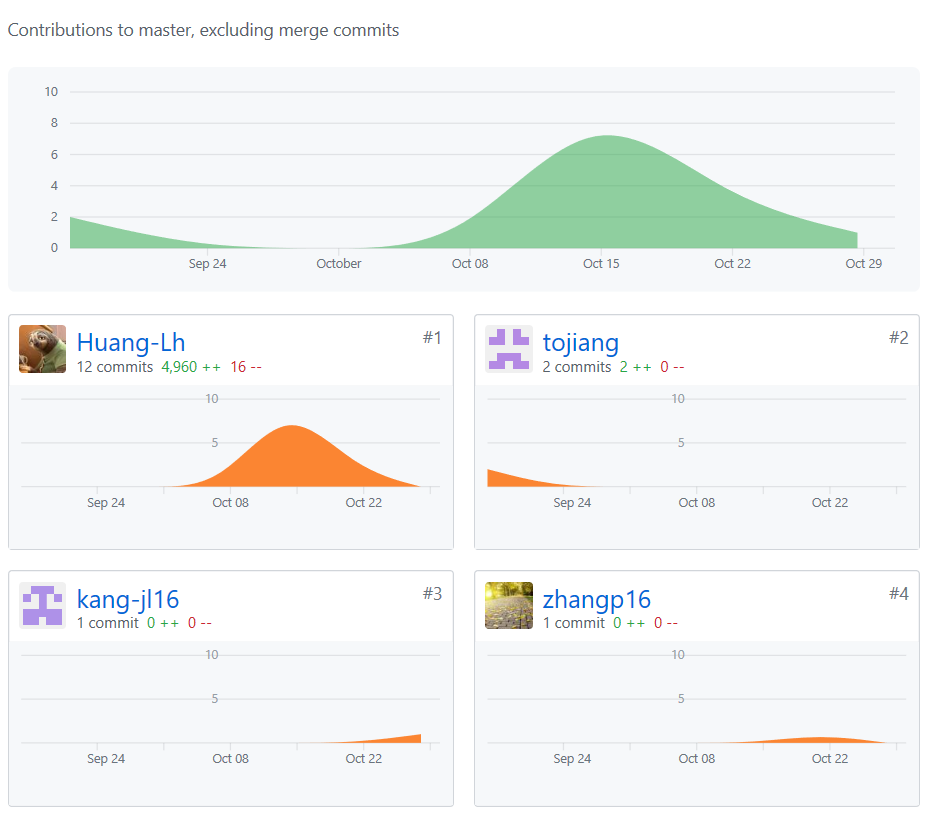 Contributions to master, excluding merge commits
10
8
6
4
2
0
Sep 24 October Oct 08 Oct 15 Oct 22 Oct 29
Huang-Lh #1
12 commits 4,960 ++ 16 --
10
5
Sep 24 Oct 08 Oct 22
tojiang #2
2 commits 2 ++ 0 --
10
5
Sep 24 Oct 08 Oct 22
kang-jl16 #3
1 commit 0 ++ 0 --
10
5
Sep 24 Oct 08 Oct 22
zhangp16 #4
1 commit 0 ++ 0 --
10
5
Sep 24 Oct 08 Oct 22